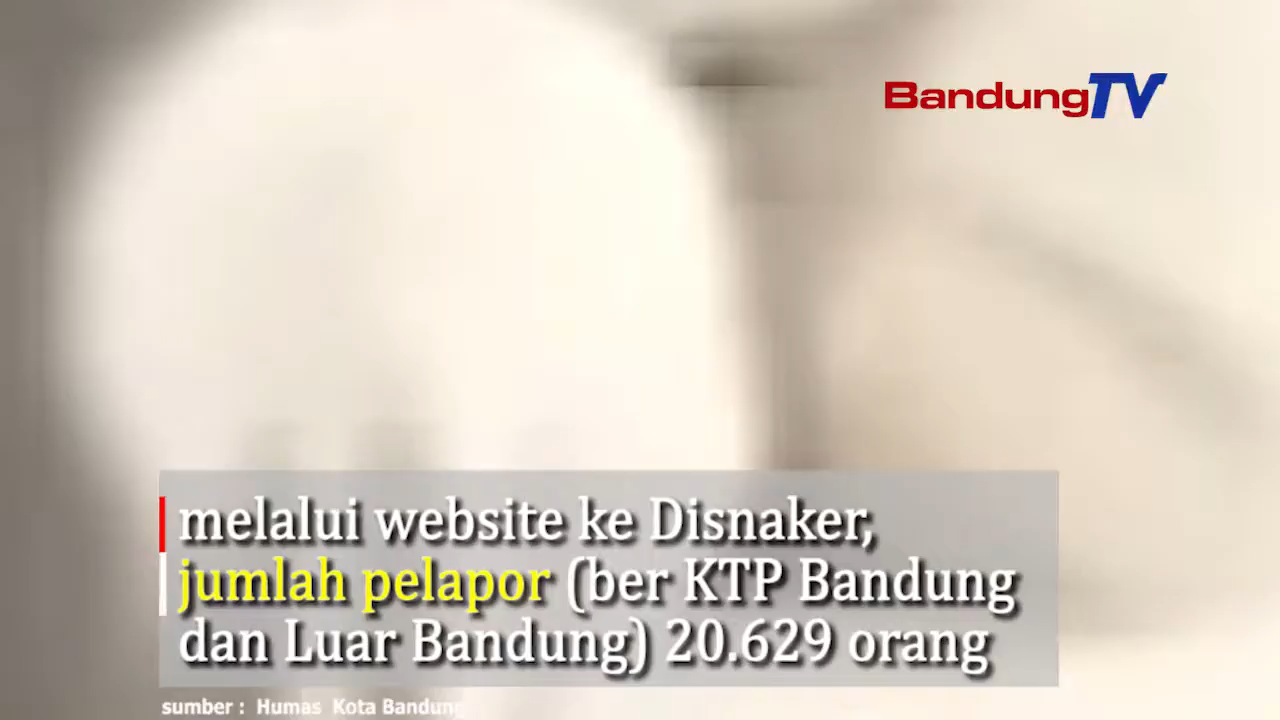 BandungTV
melalui website ke Disnaker,
jumlah pelapor (ber KTP Bandung
dan Luar Bandung) 20.629 orang
sumber : Humas Kota Bandung